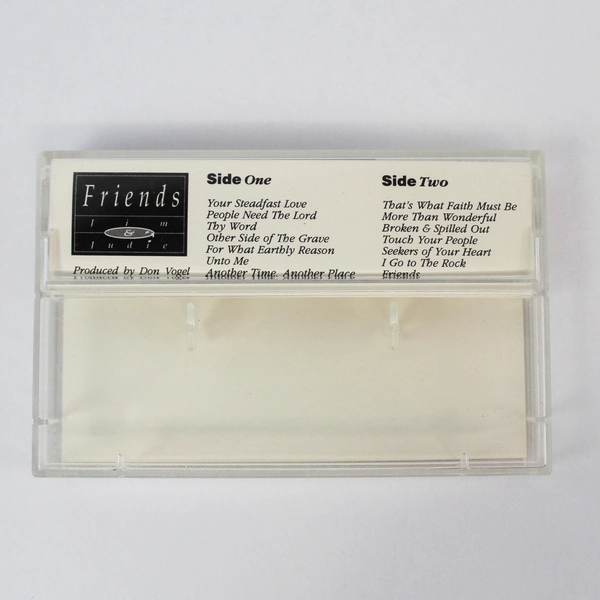 Friends
Jim
&
Judie
Produced by Don Vogel
Side One
Your Steadfast Love
People Need The Lord
Thy Word
Other Side of The Grave
For What Earthly Reason
Unto Me
Another Time, Another Place
Side Two
That's What Faith Must Be
More Than Wonderful
Broken & Spilled Out
Touch Your People
Seekers of Your Heart
I Go To The Rock
Friends